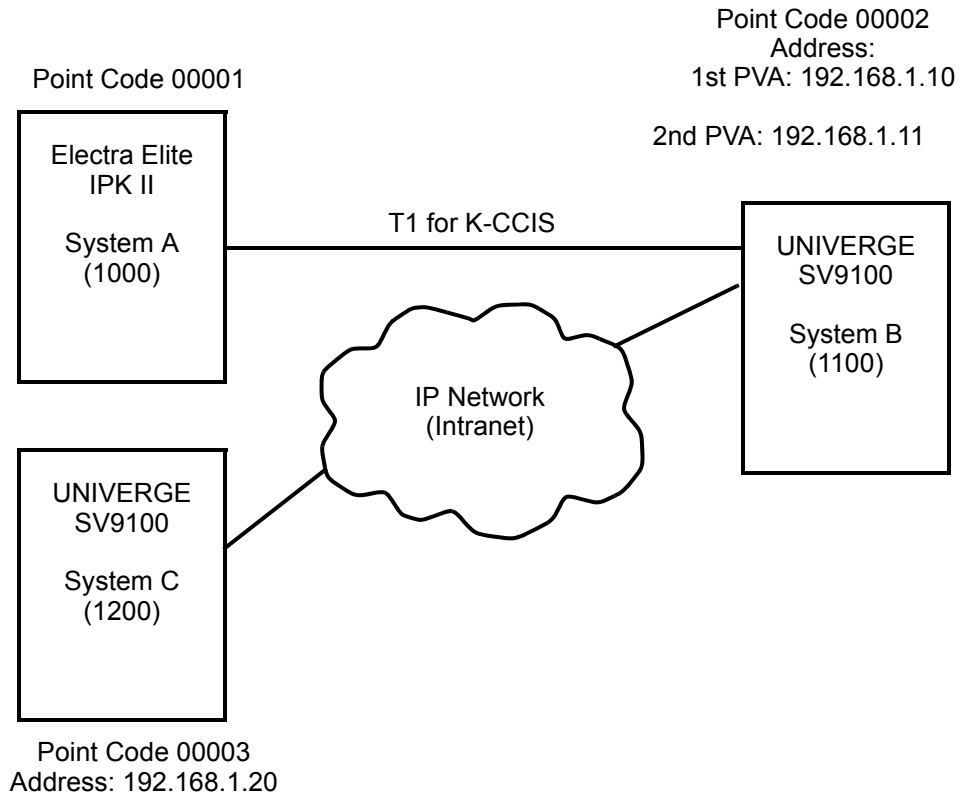 Point Code 00002
Address:
1st PVA: 192.168.1.10
2nd PVA: 192.168.1.11
Point Code 00001
Electra Elite
IPK II
System A
(1000)
T1 for K-CCIS
UNIVERGE
SV9100
System B
(1100)
IP Network
(Intranet)
UNIVERGE
SV9100
System C
(1200)
Point Code 00003
Address: 192.168.1.20